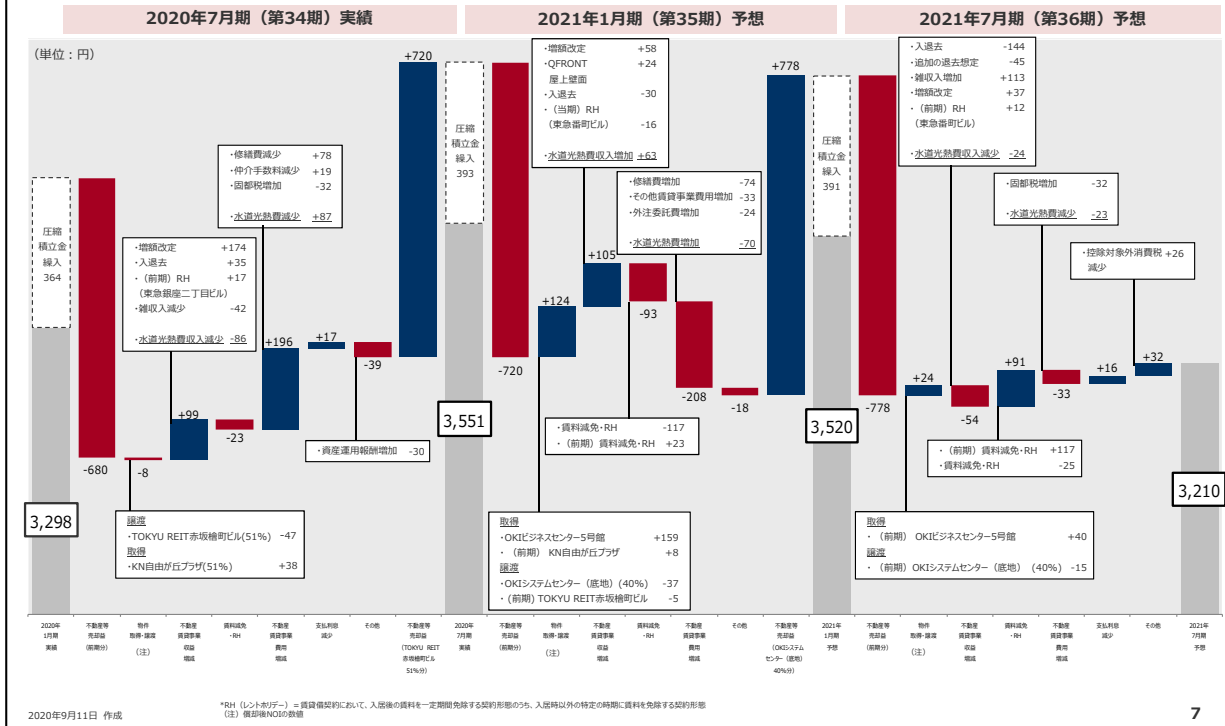 2020年7月期（第34期）実績
2021年1月期（第35期）予想
2021年7月期（第36期）予想
（単位：円）
圧縮
積立金
繰入
364
3,298
-680
-8
譲渡
・TOKYU REIT赤坂檜町ビル(51%) -47
取得
・KN自由が丘プラザ(51%) +38
・増額改定 +174
・入退去 +35
・（前期）RH +17
（東急銀座二丁目ビル）
・雑収入減少 -42
・水道光熱費収入減少 -86
+99
-23
・修繕費減少 +78
・仲介手数料減少 +19
・固都税増加 -32
・水道光熱費減少 +87
+196
+17
-39
・資産運用報酬増加 -30
+720
圧縮
積立金
繰入
393
3,551
-720
+124
取得
・OKIビジネスセンター5号館 +159
・（前期） KN自由が丘プラザ +8
譲渡
・OKIシステムセンター（底地）(40%) -37
・(前期) TOKYU REIT赤坂檜町ビル -5
・増額改定 +58
・QFRONT +24
屋上壁面
・入退去 -30
・（当期）RH
（東急番町ビル） -16
・水道光熱費収入増加 +63
+105
-93
・賃料減免・RH -117
・（前期）賃料減免・RH +23
・修繕費増加 -74
・その他賃貸事業費用増加 -33
・外注委託費増加 -24
・水道光熱費増加 -70
-208
-18
+778
圧縮
積立金
繰入
391
3,520
-778
+24
取得
・（前期） OKIビジネスセンター5号館 +40
譲渡
・（前期）OKIシステムセンター（底地） (40%) -15
・入退去 -144
・追加の退去想定 -45
・雑収入増加 +113
・増額改定 +37
・（前期）RH +12
（東急番町ビル）
・水道光熱費収入減少 -24
-54
+91
・（前期）賃料減免・RH +117
・賃料減免・RH -25
・固都税増加 -32
・水道光熱費減少 -23
-33
+16
・控除対象外消費税 +26
減少
+32
3,210
2020年
1月期
実績
不動産等
売却益
（前期分）
物件
取得・譲渡
（注）
不動産
賃貸事業
収益
増減
賃料減免
・RH
不動産
賃貸事業
費用
増減
支払利息
減少
その他
不動産等
売却益
（TOKYU REIT
赤坂檜町ビル
51%分）
2020年
7月期
実績
不動産等
売却益
（前期分）
物件
取得・譲渡
（注）
不動産
賃貸事業
収益
増減
賃料減免
・RH
不動産
賃貸事業
費用
増減
その他
不動産等
売却益
（OKIシステム
センター（底地）
40%分）
2021年
1月期
予想
不動産等
売却益
（前期分）
物件
取得・譲渡
（注）
不動産
賃貸事業
収益
増減
賃料減免
・RH
不動産
賃貸事業
費用
増減
支払利息
減少
その他
2021年
7月期
予想
*RH（レントホリデー）＝賃貸借契約において、入居後の賃料を一定期間免除する契約形態のうち、入居時以外の特定の時期に賃料を免除する契約形態
（注）償却後NOIの数値
2020年9月11日 作成
7